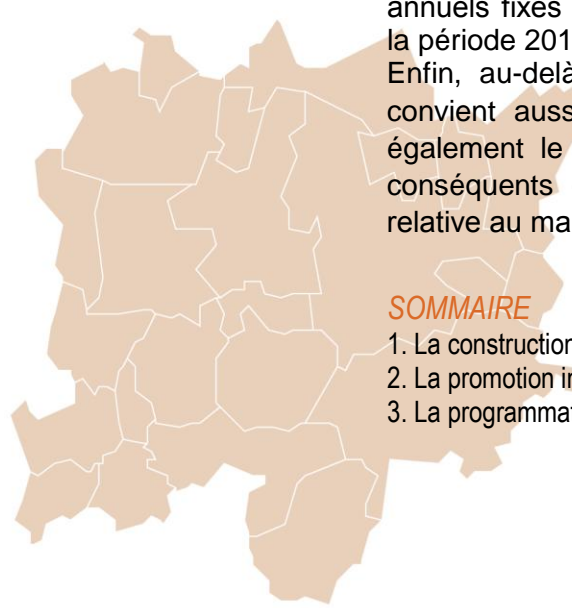 annuels fixés
la période 201
Enfin, au-delà
convient auss
également le
conséquents
relative au ma
SOMMAIRE
1. La construction
2. La promotion i
3. La programma